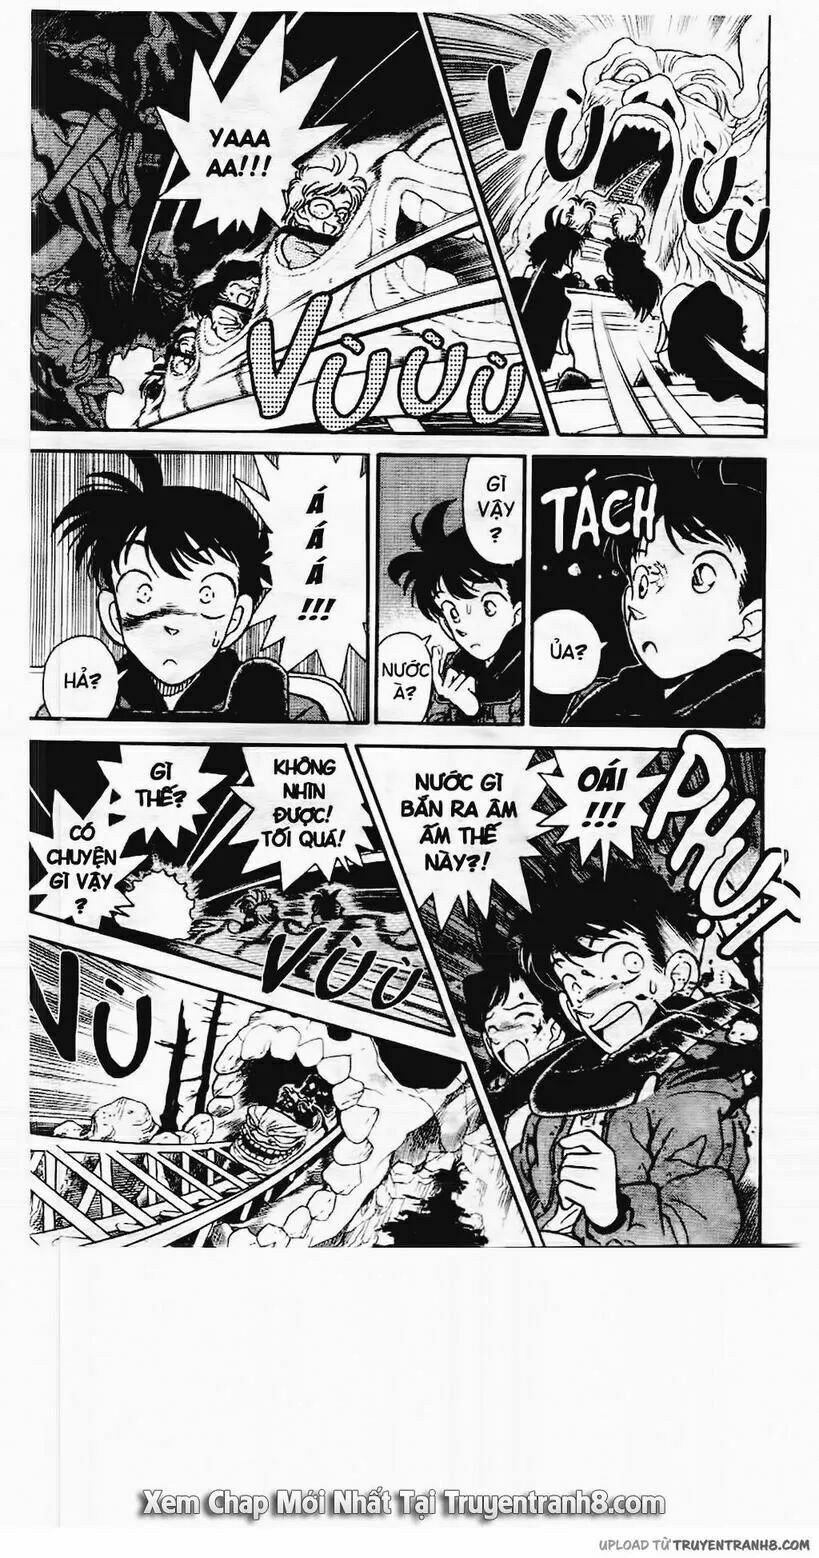 VÙ
Ù
Ù
YAAA
AA!!!
VÙÙÙÙ
TÁCH
ỦA?
GÌ
VẬY
?
NƯỚC
À?
Á
Á
Á
!!!
HẢ?
PHỤT
OÁI
!!!
NƯỚC GÌ
BẮN RA ÂM
ẤM THẾ
NÀY?!
KHÔNG
NHÌN
ĐƯỢC!
TỐI QUÁ!
GÌ
THẾ?
CÓ
CHUYỆN
GÌ VẬY
?
VÙÙÙ
VÙ
Xem Chap Mới Nhất Tại Truyentranh8.com
UPLOAD TỪ TRUYENTRANH8.COM